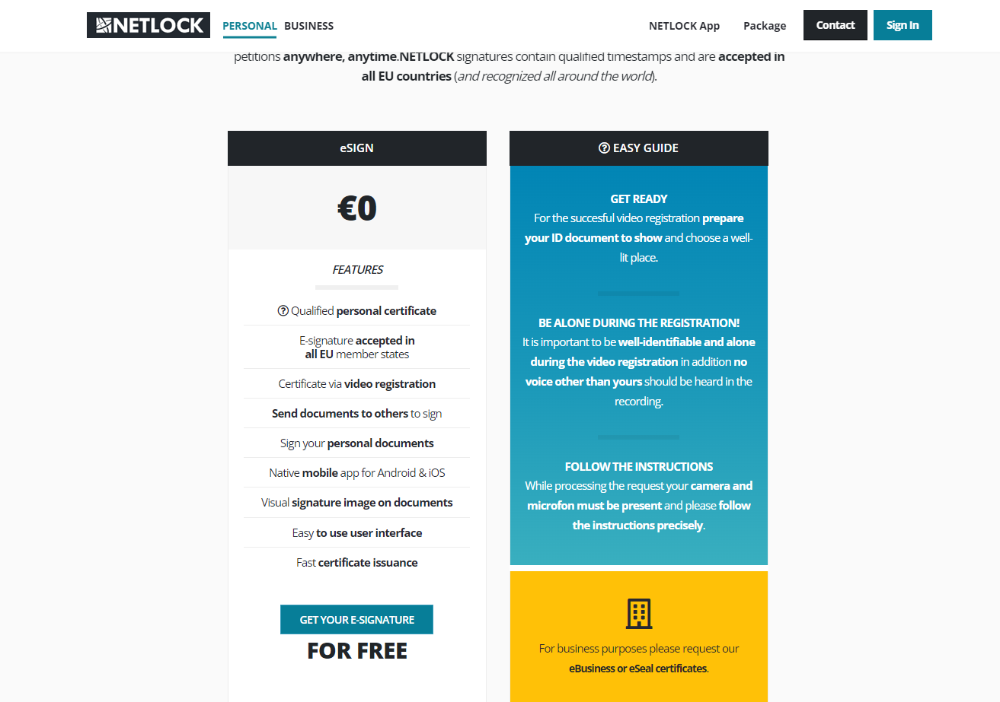 NETLOCK
PERSONAL BUSINESS
NETLOCK App Package Contact Sign In
petitions anywhere, anytime.NETLOCK signatures contain qualified timestamps and are accepted in
all EU countries (and recognized all around the world).
eSIGN
€0
FEATURES
Qualified personal certificate
E-signature accepted in
all EU member states
Certificate via video registration
Send documents to others to sign
Sign your personal documents
Native mobile app for Android & iOS
Visual signature image on documents
Easy to use user interface
Fast certificate issuance
GET YOUR E-SIGNATURE
FOR FREE
EASY GUIDE
GET READY
For the succesful video registration prepare
your ID document to show and choose a well-
lit place.
BE ALONE DURING THE REGISTRATION!
It is important to be well-identifiable and alone
during the video registration in addition no
voice other than yours should be heard in the
recording.
FOLLOW THE INSTRUCTIONS
While processing the request your camera and
microfon must be present and please follow
the instructions precisely.
For business purposes please request our
eBusiness or eSeal certificates.